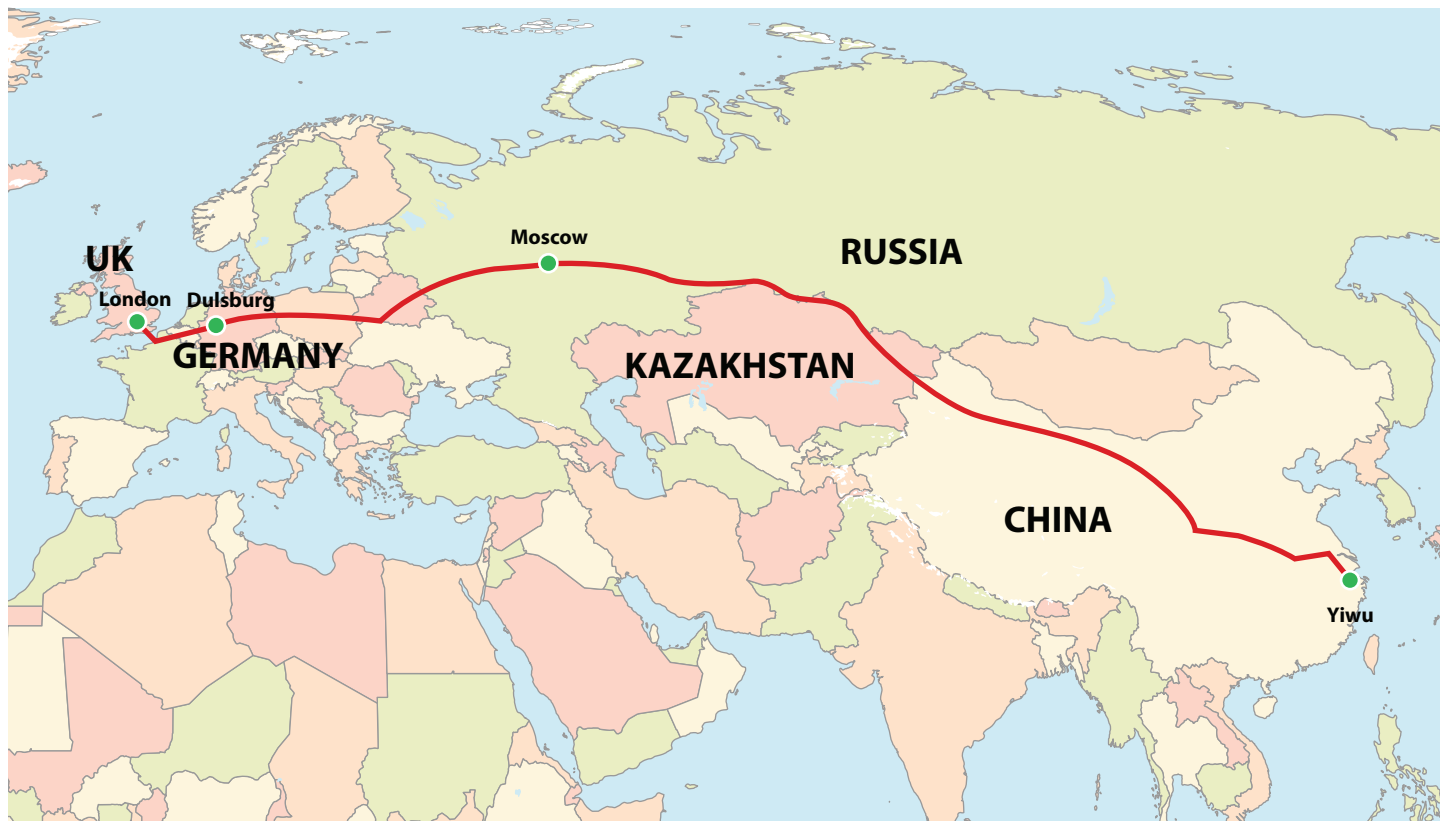 Moscow
RUSSIA
UK
London
Dulsburg
GERMANY
KAZAKHSTAN
CHINA
Yiwu